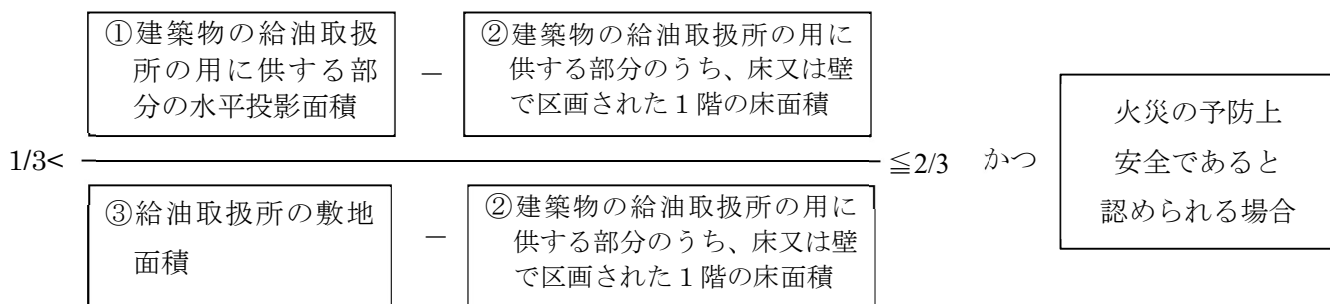 ①建築物の給油取扱
所の用に供する部
分の水平投影面積
−
②建築物の給油取扱所の用に
供する部分のうち、床又は壁
で区画された１階の床面積
1/3<
≦2/3
かつ
火災の予防上
安全であると
認められる場合
③給油取扱所の敷地
面積
−
②建築物の給油取扱所の用に
供する部分のうち、床又は壁
で区画された１階の床面積